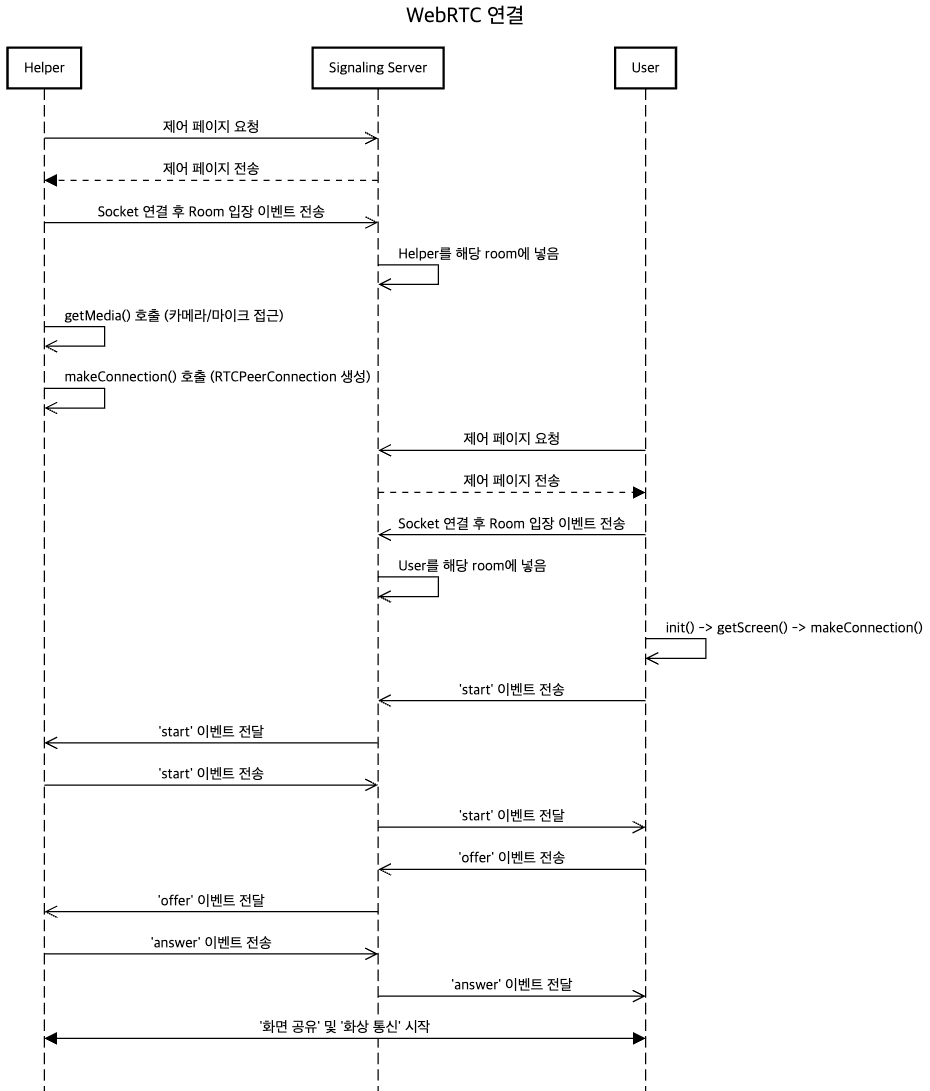 WebRTC 연결
Helper
Signaling Server
User
제어 페이지 요청
제어 페이지 전송
Socket 연결 후 Room 입장 이벤트 전송
Helper를 해당 room에 넣음
getMedia() 호출 (카메라/마이크 접근)
makeConnection() 호출 (RTCPeerConnection 생성)
제어 페이지 요청
제어 페이지 전송
Socket 연결 후 Room 입장 이벤트 전송
User를 해당 room에 넣음
init() -> getScreen() -> makeConnection()
'start' 이벤트 전송
'start' 이벤트 전달
'start' 이벤트 전송
'start' 이벤트 전달
'offer' 이벤트 전송
'offer' 이벤트 전달
'answer' 이벤트 전송
'answer' 이벤트 전달
'화면 공유' 및 '화상 통신' 시작